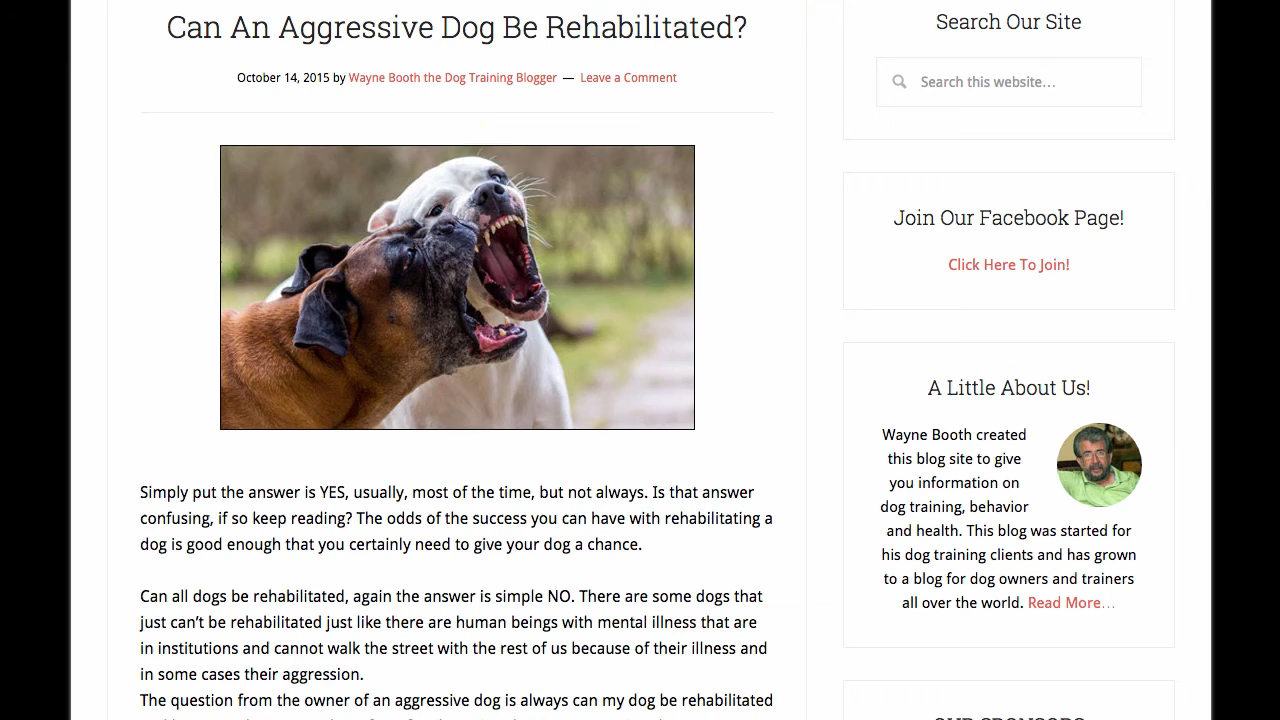 Can An Aggressive Dog Be Rehabilitated?
October 14, 2015 by Wayne Booth the Dog Training Blogger — Leave a Comment
Simply put the answer is YES, usually, most of the time, but not always. Is that answer
confusing, if so keep reading? The odds of the success you can have with rehabilitating a
dog is good enough that you certainly need to give your dog a chance.
Can all dogs be rehabilitated, again the answer is simple NO. There are some dogs that
just can’t be rehabilitated just like there are human beings with mental illness that are
in institutions and cannot walk the street with the rest of us because of their illness and
in some cases their aggression.
The question from the owner of an aggressive dog is always can my dog be rehabilitated
Search Our Site
Search this website…
Join Our Facebook Page!
Click Here To Join!
A Little About Us!
Wayne Booth created
this blog site to give
you information on
dog training, behavior
and health. This blog was started for
his dog training clients and has grown
to a blog for dog owners and trainers
all over the world. Read More…
OUR SPONSORS